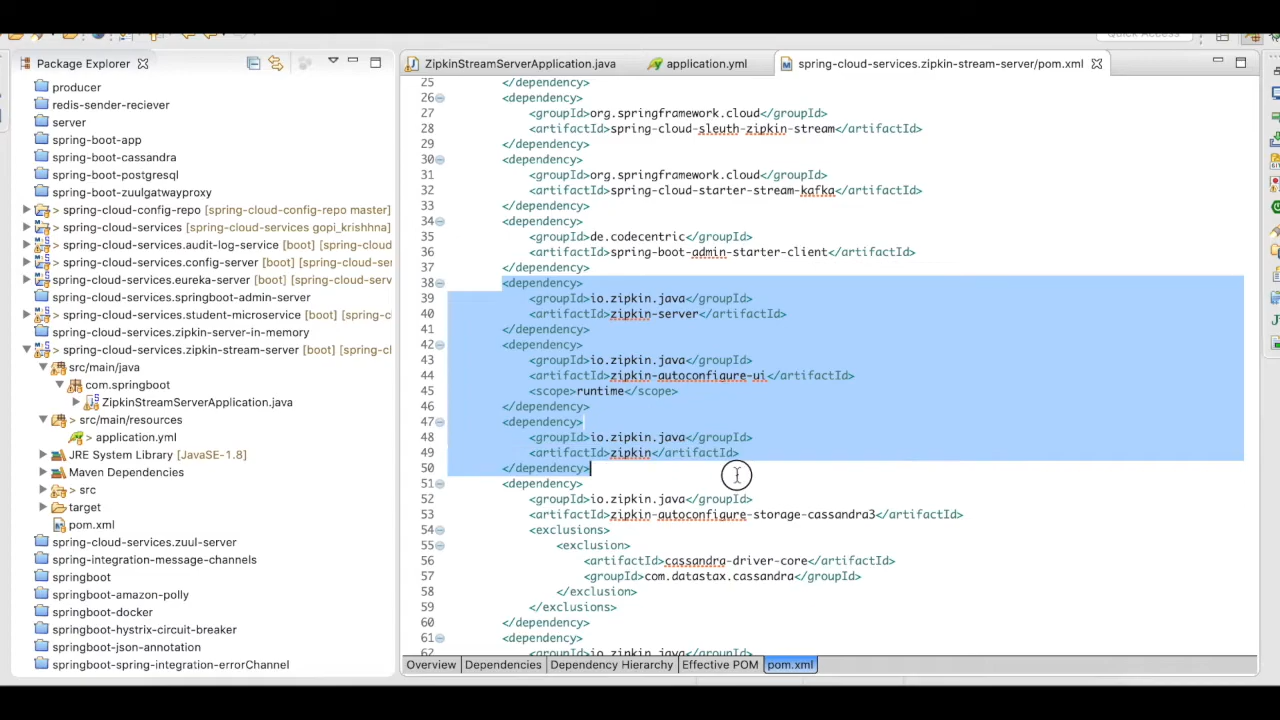 Quick Access
Package Explorer
ZipkinStreamServerApplication.java
application.yml
spring-cloud-services.zipkin-stream-server/pom.xml
producer
redis-sender-reciever
server
spring-boot-app
spring-boot-cassandra
spring-boot-postgresql
spring-boot-zuulgatwayproxy
> spring-cloud-config-repo [spring-cloud-config-repo master]
> spring-cloud-services [spring-cloud-services gopi_krishhna]
> spring-cloud-services.audit-log-service [boot] [spring-cloud
> spring-cloud-services.config-server [boot] [spring-cloud-se
> spring-cloud-services.eureka-server [boot] [spring-cloud-serv
spring-cloud-services.springboot-admin-server
> spring-cloud-services.student-microservice [boot] [spring-c
spring-cloud-services.zipkin-server-in-memory
> spring-cloud-services.zipkin-stream-server [boot] [spring-cl
> src/main/java
> com.springboot
> ZipkinStreamServerApplication.java
> src/main/resources
> application.yml
JRE System Library [JavaSE-1.8]
Maven Dependencies
> src
target
pom.xml
spring-cloud-services.zuul-server
spring-integration-message-channels
springboot
springboot-amazon-polly
springboot-docker
springboot-hystrix-circuit-breaker
springboot-json-annotation
springboot-spring-integration-errorChannel
25 </dependency>
26 <dependency>
27 <groupId>org.springframework.cloud</groupId>
28 <artifactId>spring-cloud-sleuth-zipkin-stream</artifactId>
29 </dependency>
30 <dependency>
31 <groupId>org.springframework.cloud</groupId>
32 <artifactId>spring-cloud-starter-stream-kafka</artifactId>
33 </dependency>
34 <dependency>
35 <groupId>de.codecentric</groupId>
36 <artifactId>spring-boot-admin-starter-client</artifactId>
37 </dependency>
38 <dependency>
39 <groupId>io.zipkin.java</groupId>
40 <artifactId>zipkin-server</artifactId>
41 </dependency>
42 <dependency>
43 <groupId>io.zipkin.java</groupId>
44 <artifactId>zipkin-autoconfigure-ui</artifactId>
45 <scope>runtime</scope>
46 </dependency>
47 <dependency>
48 <groupId>io.zipkin.java</groupId>
49 <artifactId>zipkin</artifactId>
50 </dependency>
51 <dependency>
52 <groupId>io.zipkin.java</groupId>
53 <artifactId>zipkin-autoconfigure-storage-cassandra3</artifactId>
54 <exclusions>
55 <exclusion>
56 <artifactId>cassandra-driver-core</artifactId>
57 <groupId>com.datastax.cassandra</groupId>
58 </exclusion>
59 </exclusions>
60 </dependency>
61 <dependency>
62 <groupId>io.zipkin.java</groupId>
Overview Dependencies Dependency Hierarchy Effective POM pom.xml